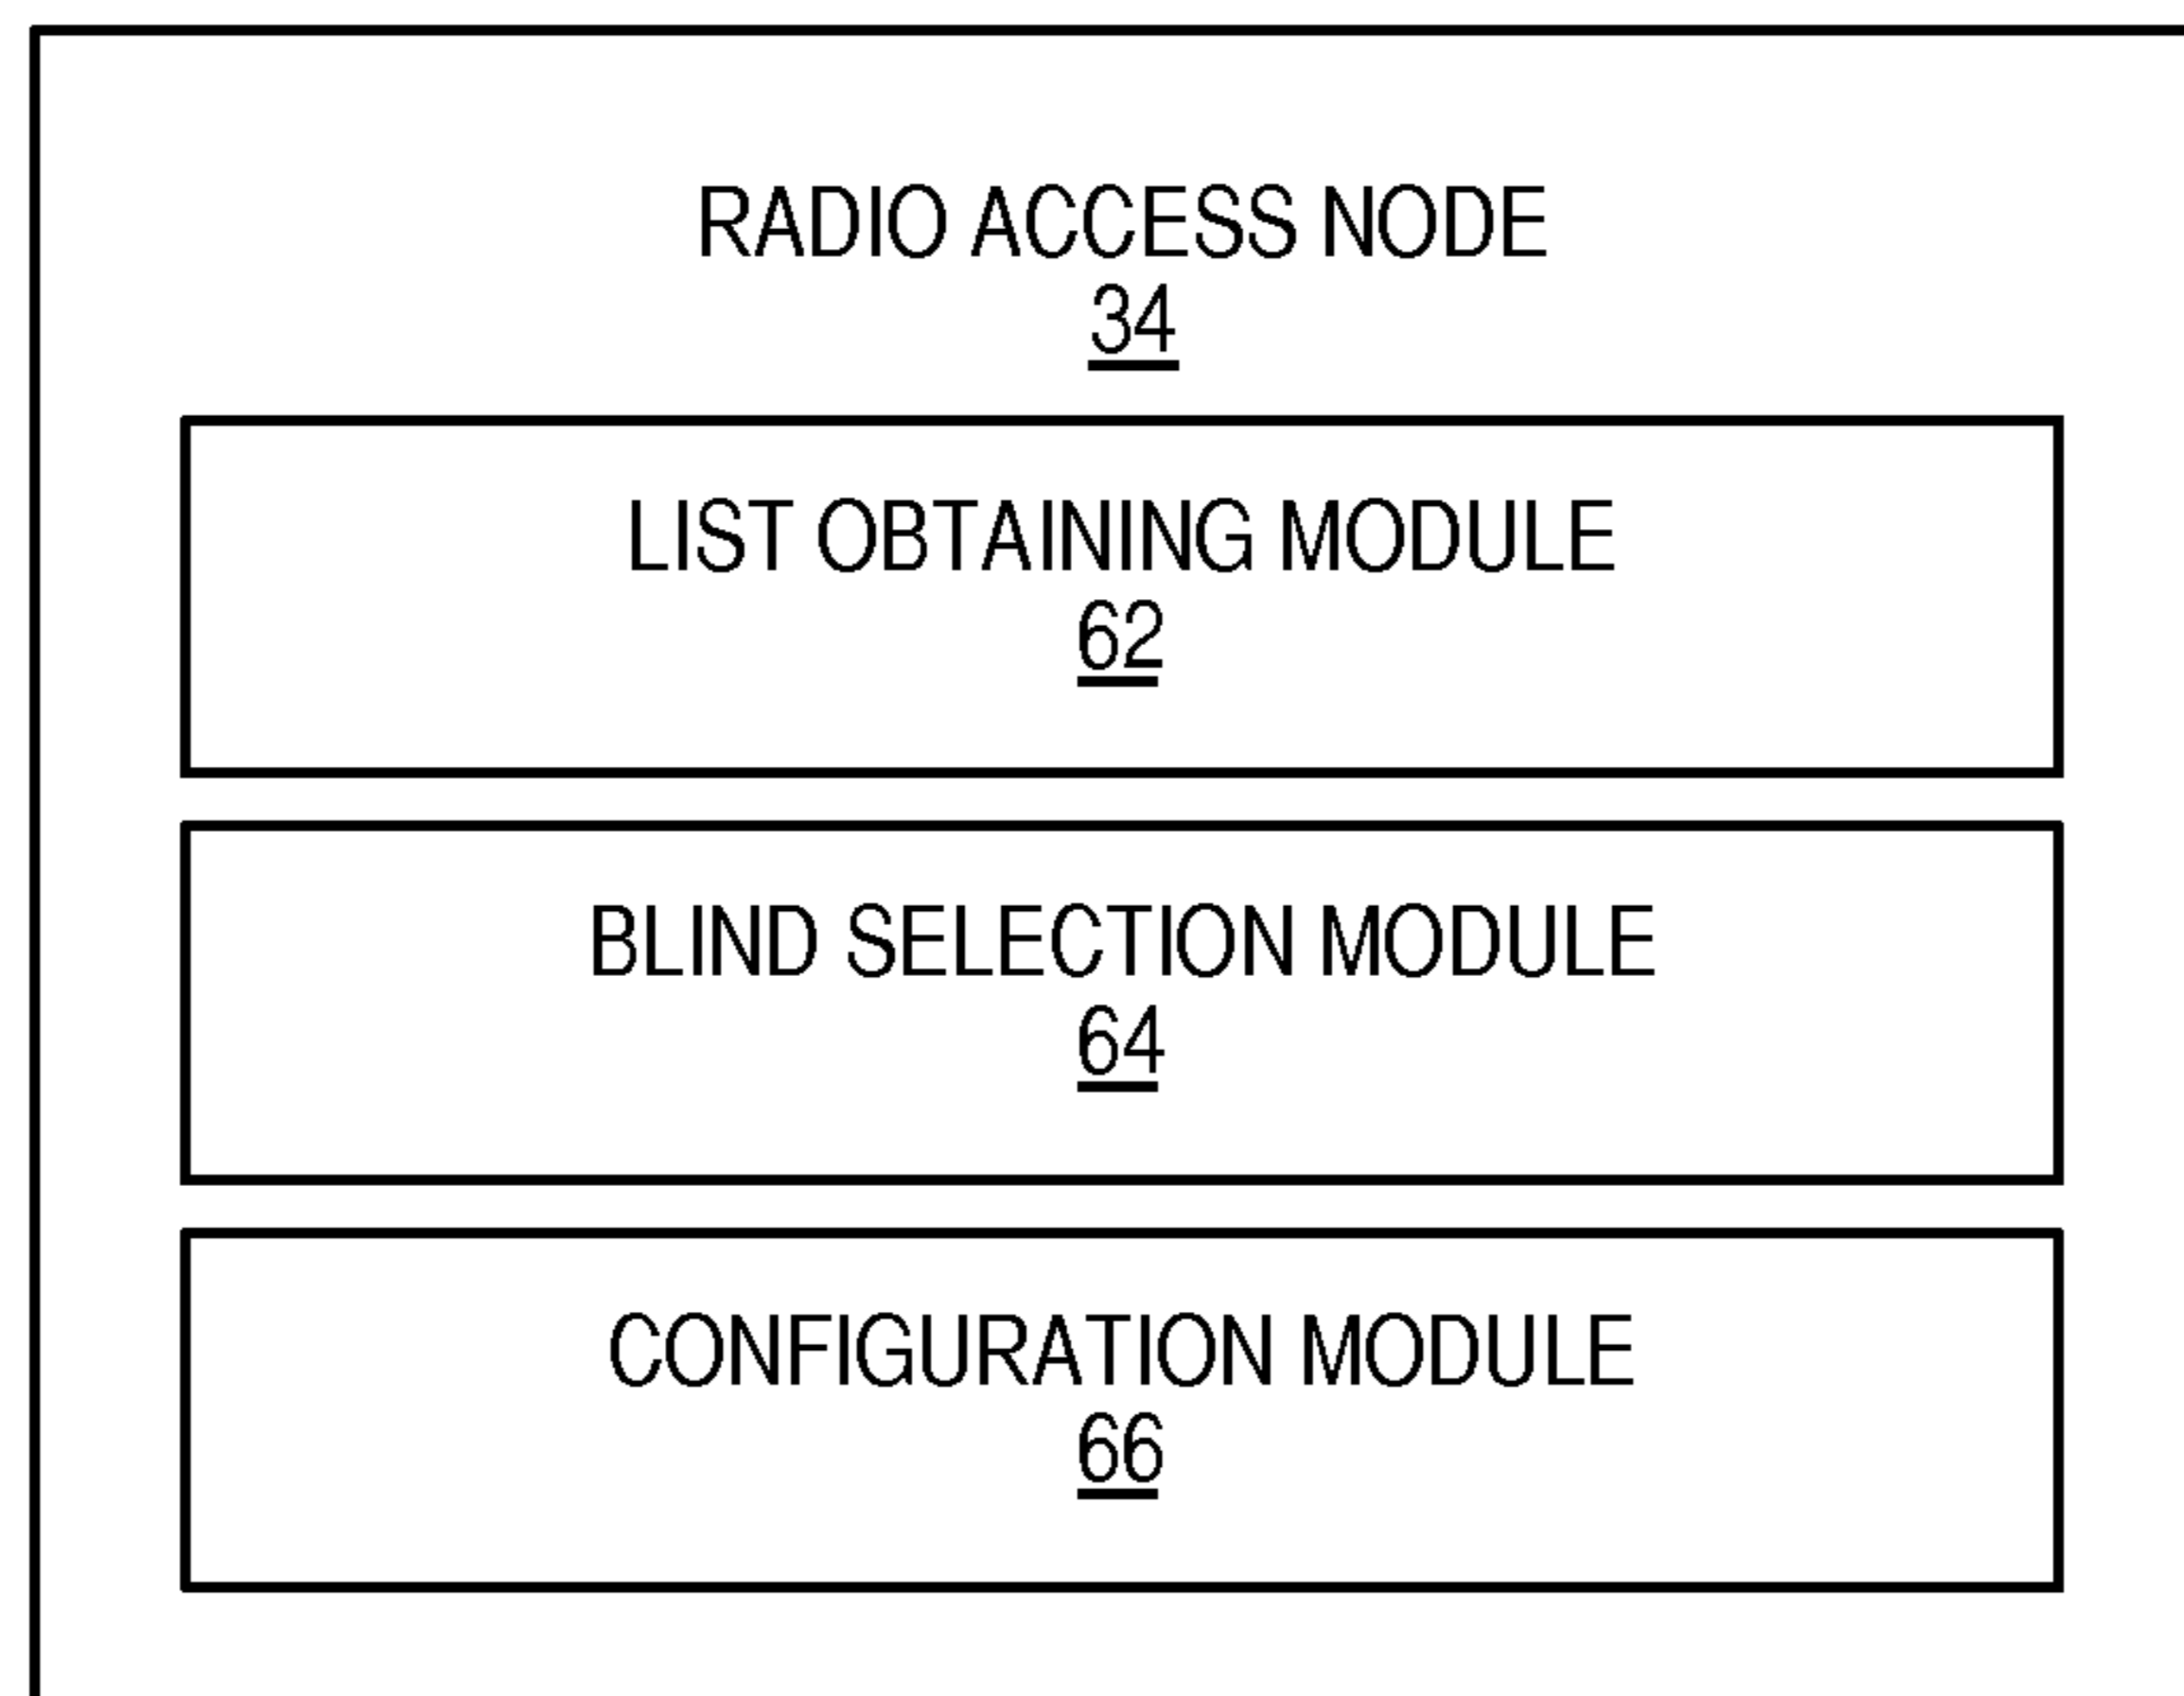 RADIO ACCESS NODE
34
LIST OBTAINING MODULE
62
BLIND SELECTION MODULE
64
CONFIGURATION MODULE
66